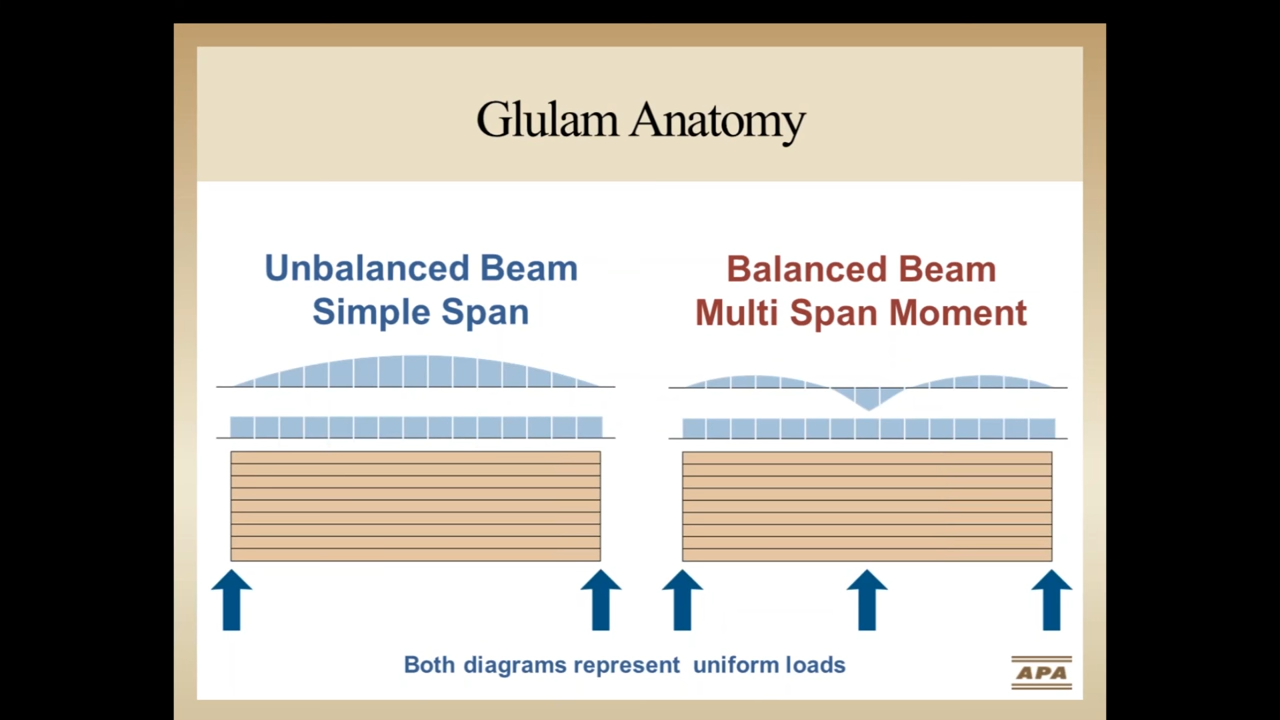 Glulam Anatomy
Unbalanced Beam
Simple Span
Balanced Beam
Multi Span Moment
Both diagrams represent uniform loads
APA